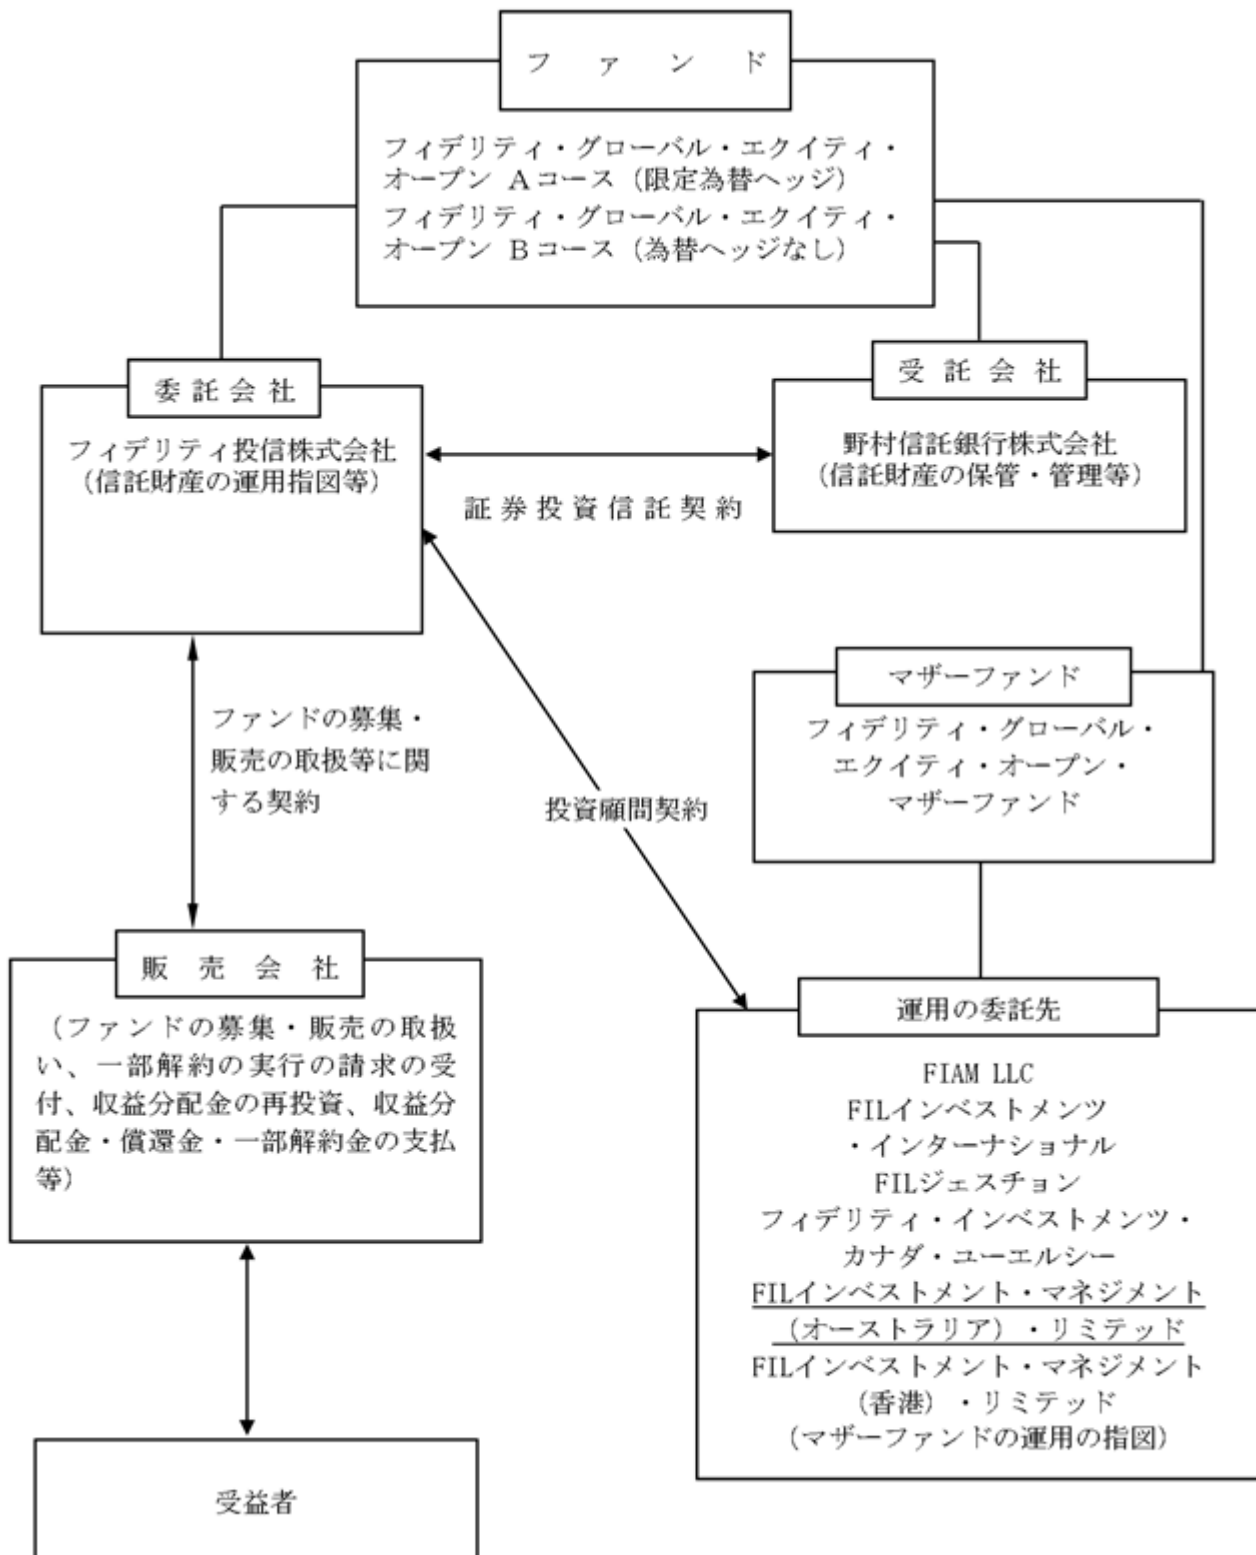 ファンド
フィデリティ・グローバル・エクイティ・
オープン Aコース（限定為替ヘッジ）
フィデリティ・グローバル・エクイティ・
オープン Bコース（為替ヘッジなし）
委託会社
フィデリティ投信株式会社
（信託財産の運用指図等）
受託会社
野村信託銀行株式会社
（信託財産の保管・管理等）
証券投資信託契約
マザーファンド
フィデリティ・グローバル・
エクイティ・オープン・
マザーファンド
ファンドの募集・
販売の取扱等に関
する契約
投資顧問契約
販売会社
（ファンドの募集・販売の取扱
い、一部解約の実行の請求の受
付、収益分配金の再投資、収益分
配金・償還金・一部解約金の支払
等）
運用の委託先
FIAM LLC
FILインベストメンツ
・インターナショナル
FILジェスチョン
フィデリティ・インベストメンツ・
カナダ・ユーエルシー
FILインベストメント・マネジメント
（オーストラリア）・リミテッド
FILインベストメント・マネジメント
（香港）・リミテッド
（マザーファンドの運用の指図）
受益者